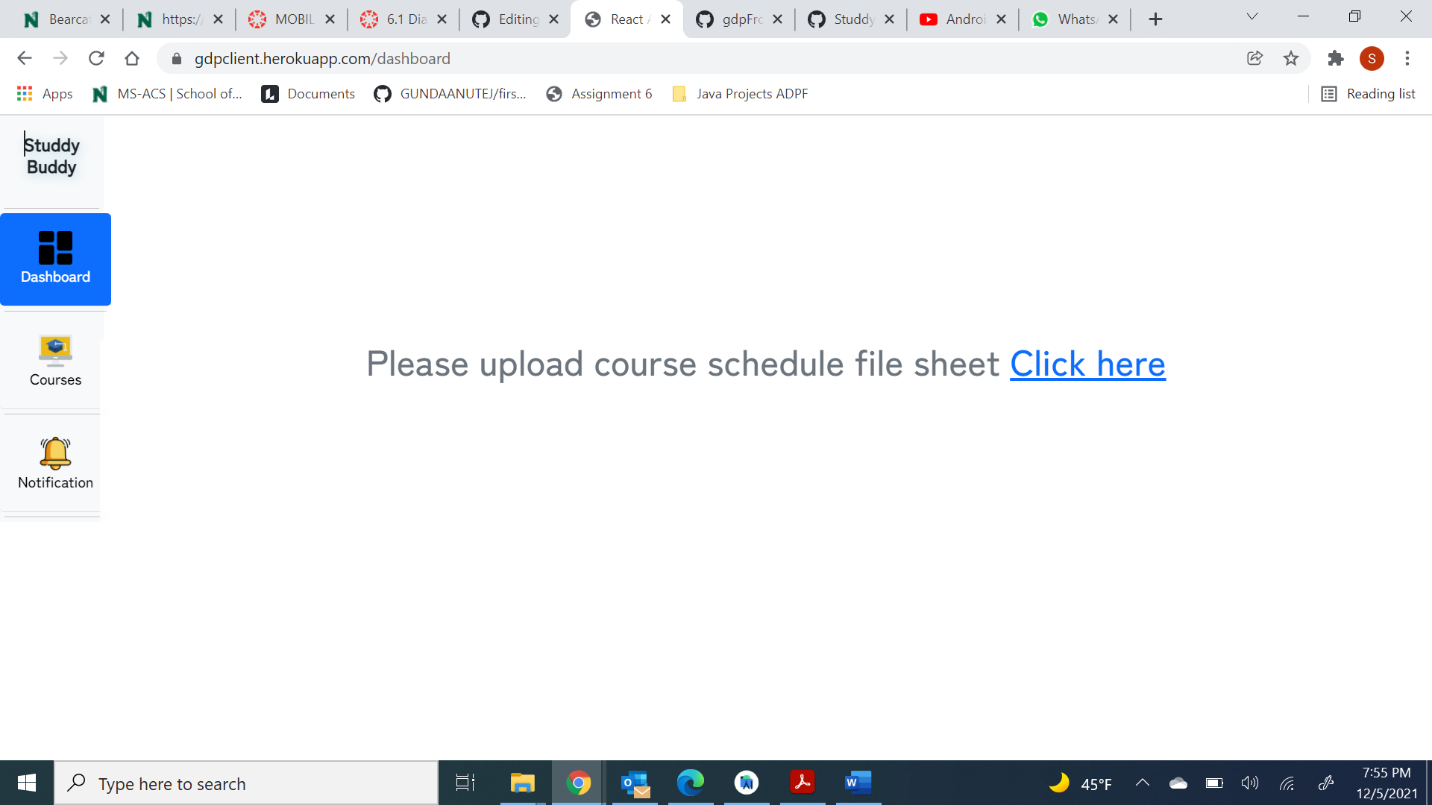 Bearca
https:/
MOBIL
6.1 Dia
Editing
React A
gdpFro
Studdy
Androi
WhatsA
gdpclient.herokuapp.com/dashboard
S
Apps
N
MS-ACS | School of...
Documents
GUNDAANUTEJ/firs...
Assignment 6
Java Projects ADPF
Reading list
Studdy
Buddy
Dashboard
Courses
Notification
Please upload course schedule file sheet Click here
Type here to search
45°F
7:55 PM
12/5/2021